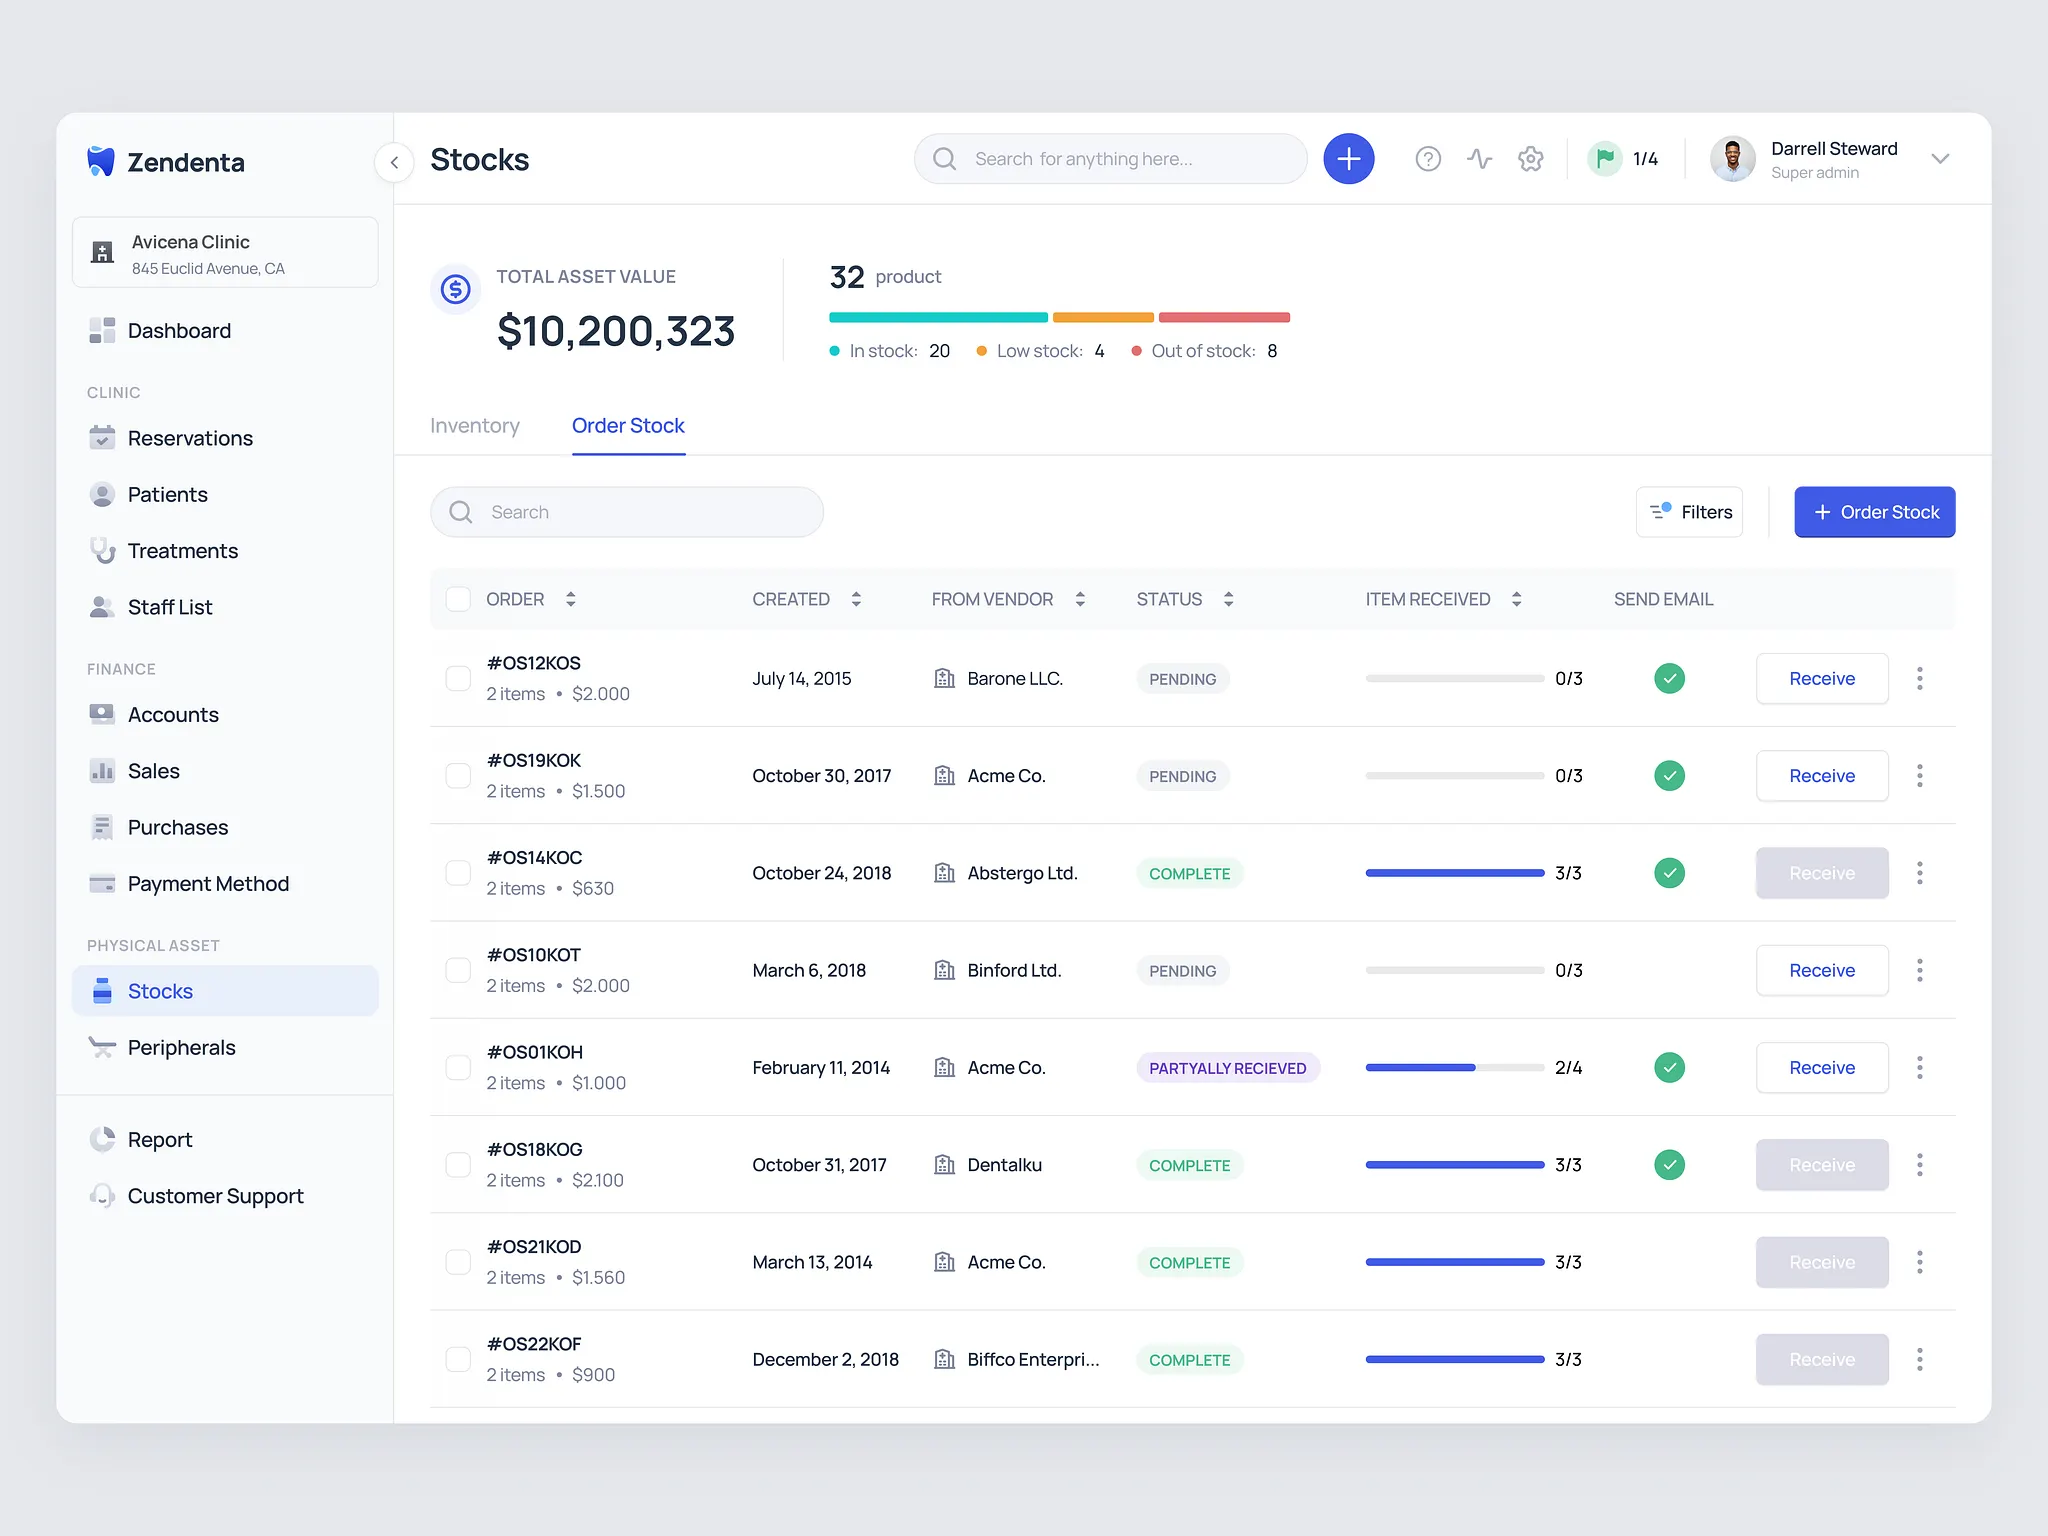 Zendenta
Avicena Clinic
845 Euclid Avenue, CA
Dashboard
CLINIC
Reservations
Patients
Treatments
Staff List
FINANCE
Accounts
Sales
Purchases
Payment Method
PHYSICAL ASSET
Stocks
Peripherals
Report
Customer Support
Stocks
Search for anything here...
1/4
Darrell Steward
Super admin
TOTAL ASSET VALUE
$10,200,323
32 product
In stock: 20 Low stock: 4 Out of stock: 8
Inventory Order Stock
Search
Filters
+ Order Stock
ORDER CREATED FROM VENDOR STATUS ITEM RECEIVED SEND EMAIL
#OS12KOS
2 items • $2.000
July 14, 2015 Barone LLC. PENDING 0/3 Receive
#OS19KOK
2 items • $1.500
October 30, 2017 Acme Co. PENDING 0/3 Receive
#OS14KOC
2 items • $630
October 24, 2018 Abstergo Ltd. COMPLETE 3/3 Receive
#OS10KOT
2 items • $2.000
March 6, 2018 Binford Ltd. PENDING 0/3 Receive
#OS01KOH
2 items • $1.000
February 11, 2014 Acme Co. PARTYALLY RECIEVED 2/4 Receive
#OS18KOG
2 items • $2.100
October 31, 2017 Dentalku COMPLETE 3/3 Receive
#OS21KOD
2 items • $1.560
March 13, 2014 Acme Co. COMPLETE 3/3 Receive
#OS22KOF
2 items • $900
December 2, 2018 Biffco Enterpri... COMPLETE 3/3 Receive